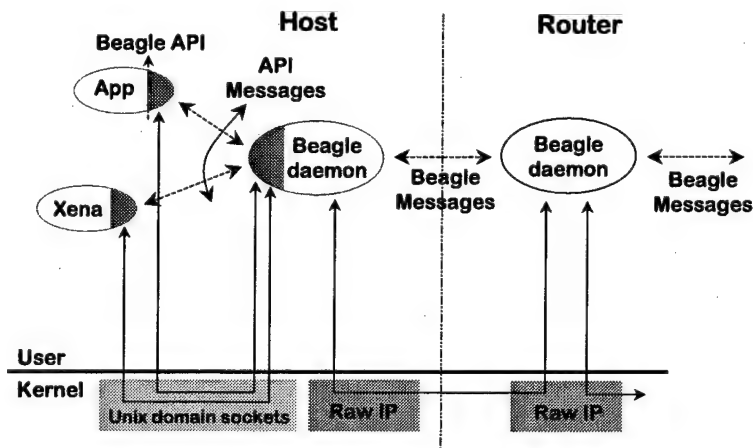 Host
Router
Beagle API
App
API
Messages
Beagle
daemon
Beagle
daemon
Beagle
Messages
Beagle
Messages
Xena
User
Kernel
Unix domain sockets
Raw IP
Raw IP